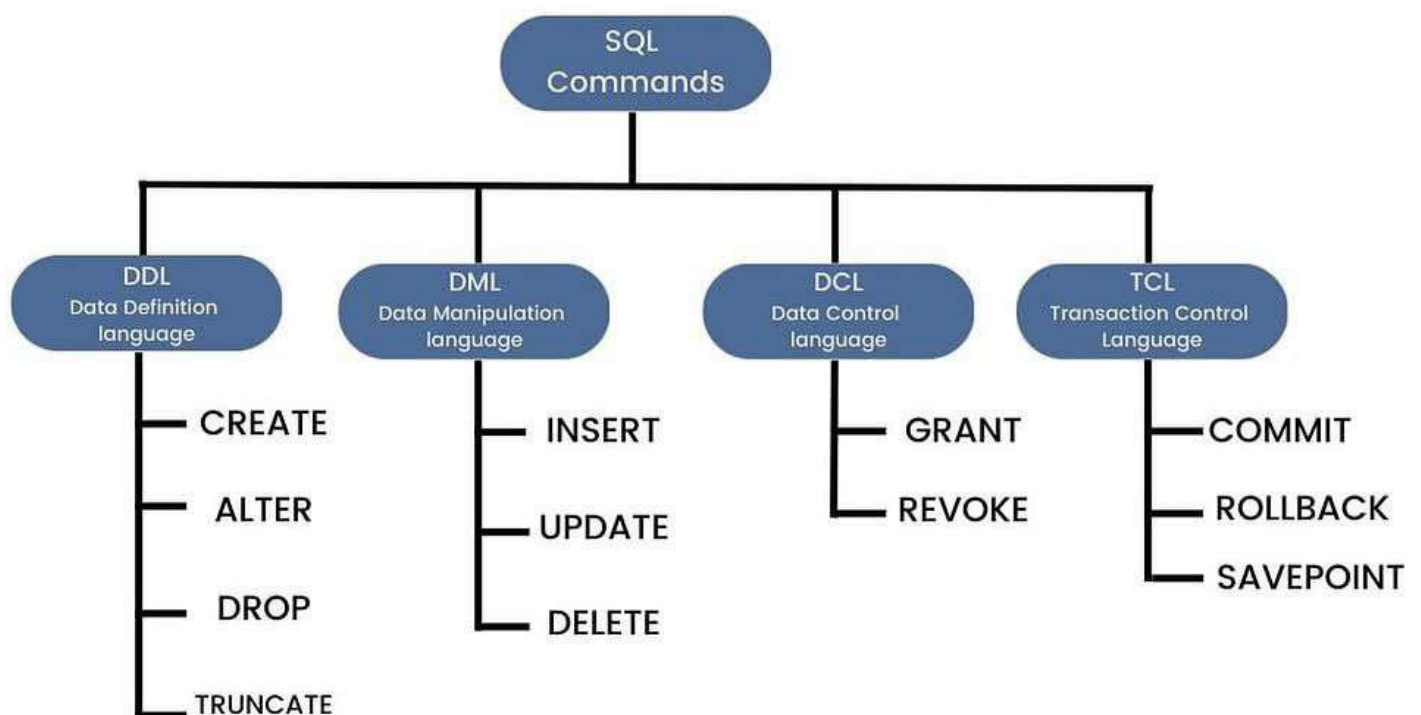 SQL
Commands
DDL
Data Definition
language
DML
Data Manipulation
language
DCL
Data Control
language
TCL
Transaction Control
Language
CREATE
ALTER
DROP
TRUNCATE
INSERT
UPDATE
DELETE
GRANT
REVOKE
COMMIT
ROLLBACK
SAVEPOINT